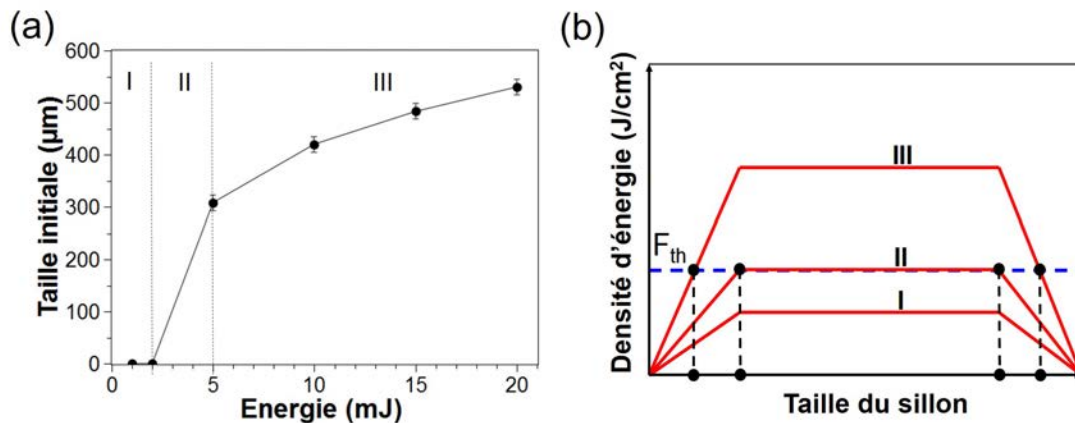 (a)
Taille initiale (µm)
600
500
400
300
200
100
0
I
II
III
0
5
10
15
20
Energie (mJ)
(b)
Densité d'énergie (J/cm²)
III
Fth
II
I
Taille du sillon